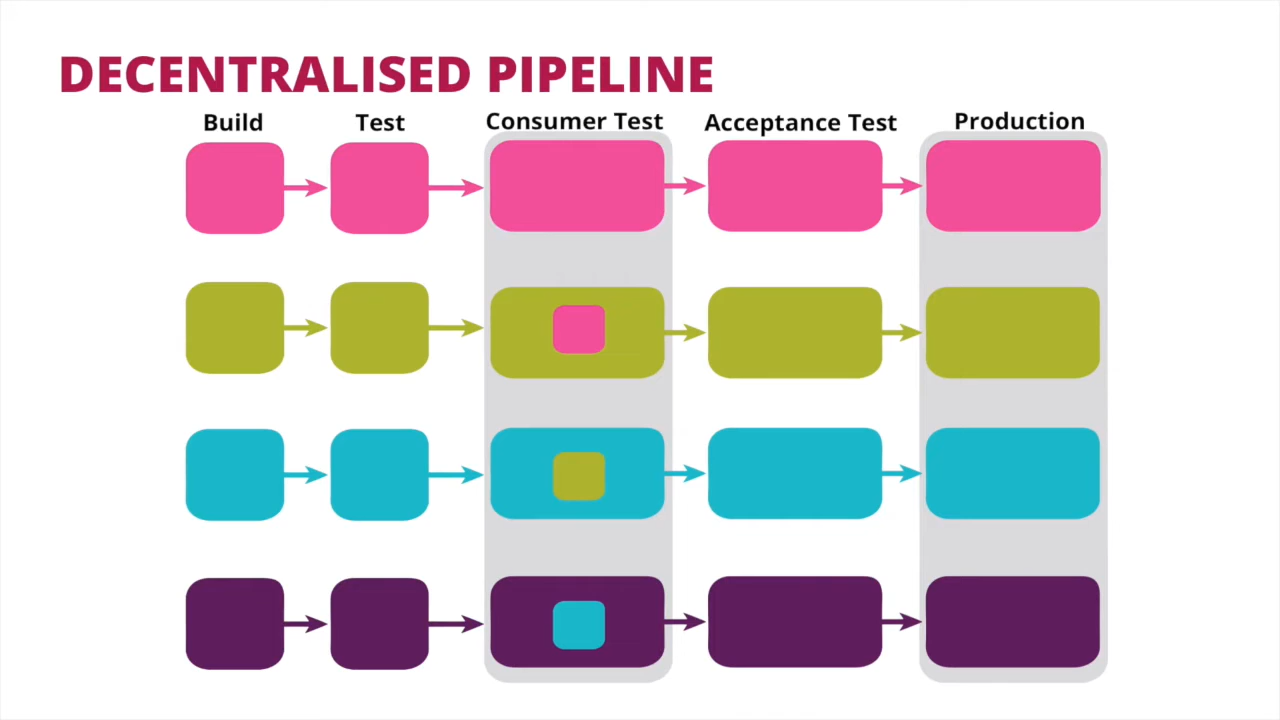 DECENTRALISED PIPELINE
Build Test Consumer Test Acceptance Test Production